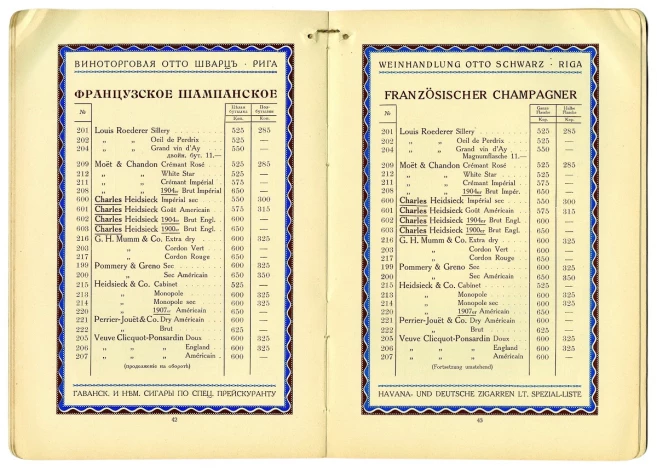 ВИНОТОРГОВАЯ ОТТО ШВАРЦЪ · РИГА
ФРАНЦУЗСКОЕ ШАМПАНСКОЕ
№ Цѣлая бутылка Пол-бутылки
Коп. Коп.
201 Louis Roederer Sillery 525 285
202 „ „ Oeil de Perdrix 525 —
204 „ „ Grand vin d'Ay 550 —
двойн. бут. 11.—
209 Moët & Chandon Crémant Rosé 525 285
212 „ „ White Star 525 —
211 „ „ Crémant Impérial 575 —
208 „ „ 1904er Brut Impérial 650 —
600 Charles Heidsieck Impérial sec 550 300
601 Charles Heidsieck Goût Americain 575 315
602 Charles Heidsieck 1904er Brut Engl. 600 —
603 Charles Heidsieck 1900er Brut Engl. 650 —
216 G. H. Mumm & Co. Extra dry 600 325
203 „ Cordon Vert 600 —
217 „ Cordon Rouge 650 —
199 Pommery & Greno Sec 600 325
200 „ Sec Américain 650 350
215 Heidsieck & Co. Cabinet 525 —
213 „ Monopole 600 325
214 „ Monopole sec 600 325
220 „ 1907er Américain 650 —
221 Perrier-Jouët & Co. Dry Américain 600 —
222 „ Brut 625 —
205 Veuve Clicquot-Ponsardin Doux 600 325
206 „ „ „ England 600 325
207 „ „ „ Américain 600 —
(продолженіе на оборотѣ)
ГАВАНСК. И НѢМ. СИГАРЫ ПО СПЕЦ. ПРЕЙСКУРАНТУ
42
WEINHANDLUNG OTTO SCHWARZ · RIGA
FRANZÖSISCHER CHAMPAGNER
№ Ganze Flasche Halbe Flasche
Kop. Kop.
201 Louis Roederer Sillery 525 285
202 „ „ Oeil de Perdrix 525 —
204 „ „ Grand vin d'Ay 550 —
Magnumflasche 11.—
209 Moët & Chandon Crémant Rosé 525 285
212 „ „ White Star 525 —
211 „ „ Crémant Impérial 575 —
208 „ „ 1904er Brut Impér. 650 —
600 Charles Heidsieck Impérial sec 550 300
601 Charles Heidsieck Goût Américain 575 315
602 Charles Heidsieck 1904er Brut Engl. 600 —
603 Charles Heidsieck 1900er Brut Engl. 650 —
216 G. H. Mumm & Co. Extra dry 600 325
203 „ Cordon Vert 600 —
217 „ Cordon Rouge 650 —
199 Pommery & Greno Sec 600 325
200 „ Sec Américain 650 350
215 Heidsieck & Co. Cabinet 525 —
213 „ Monopole 600 325
214 „ Monopole sec 600 325
220 „ 1907er Américain 650 —
221 Perrier-Jouët & Co. Dry Américain 600 —
222 „ Brut 625 —
205 Veuve Clicquot-Ponsardin Doux 600 325
206 „ „ „ England 600 325
207 „ „ „ Américain 600 —
(Fortsetzung umstehend)
HAVANA- UND DEUTSCHE ZIGARREN LT. SPEZIAL-LISTE
43